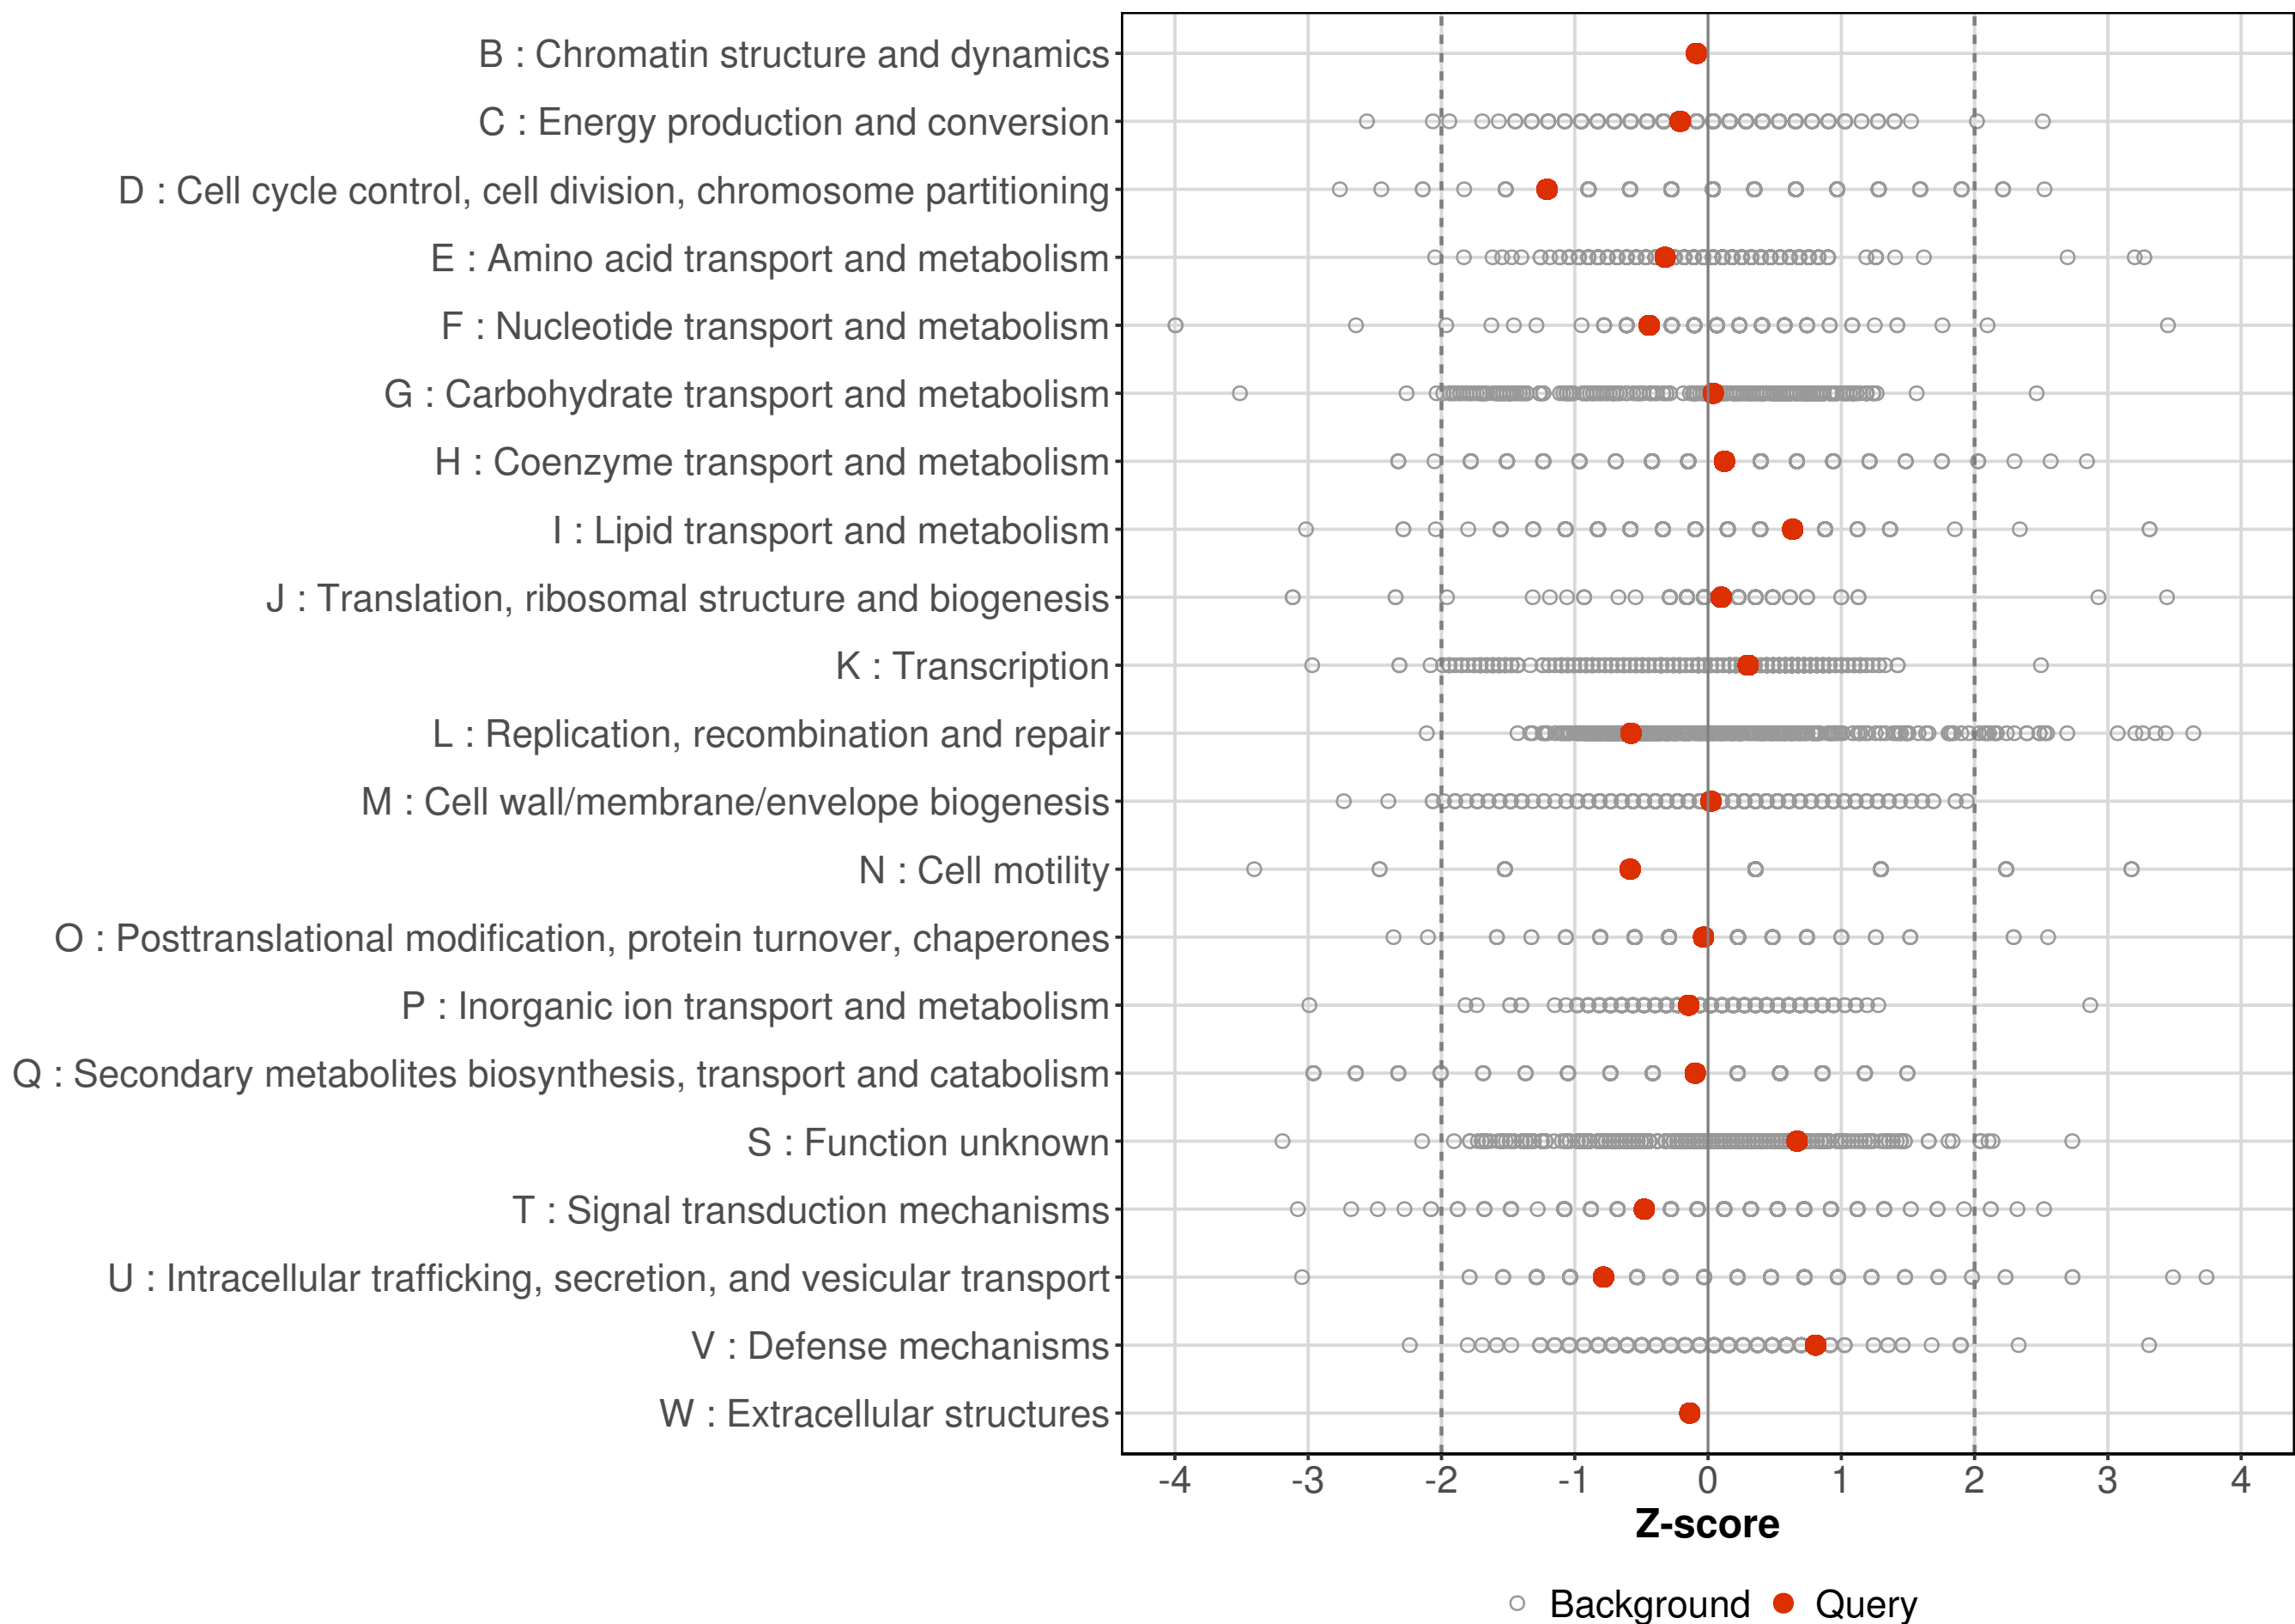 B : Chromatin structure and dynamics
C : Energy production and conversion
D : Cell cycle control, cell division, chromosome partitioning
E : Amino acid transport and metabolism
F : Nucleotide transport and metabolism
G : Carbohydrate transport and metabolism
H : Coenzyme transport and metabolism
I : Lipid transport and metabolism
J : Translation, ribosomal structure and biogenesis
K : Transcription
L : Replication, recombination and repair
M : Cell wall/membrane/envelope biogenesis
N : Cell motility
O : Posttranslational modification, protein turnover, chaperones
P : Inorganic ion transport and metabolism
Q : Secondary metabolites biosynthesis, transport and catabolism
S : Function unknown
T : Signal transduction mechanisms
U : Intracellular trafficking, secretion, and vesicular transport
V : Defense mechanisms
W : Extracellular structures
-4 -3 -2 -1 0 1 2 3 4
Z-score
Background Query